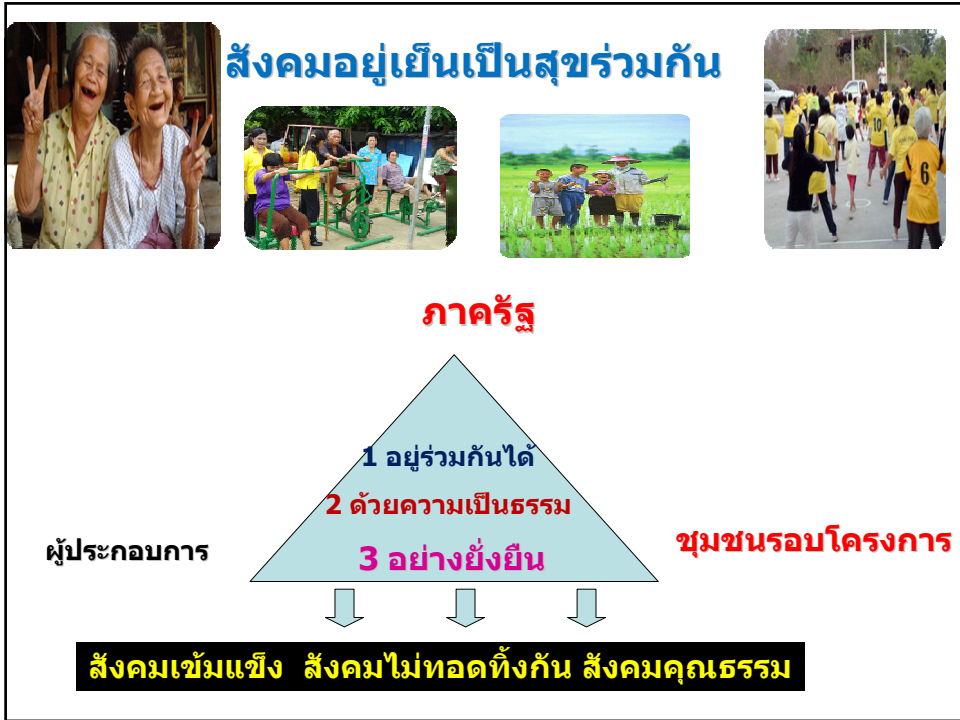 สังคมอยู่เย็นเป็นสุขร่วมกัน
10
6
ภาครัฐ
1 อยู่ร่วมกันได้
2 ด้วยความเป็นธรรม
3 อย่างยั่งยืน
ผู้ประกอบการ
ชุมชนรอบโครงการ
สังคมเข้มแข็ง สังคมไม่ทอดทิ้งกัน สังคมคุณธรรม